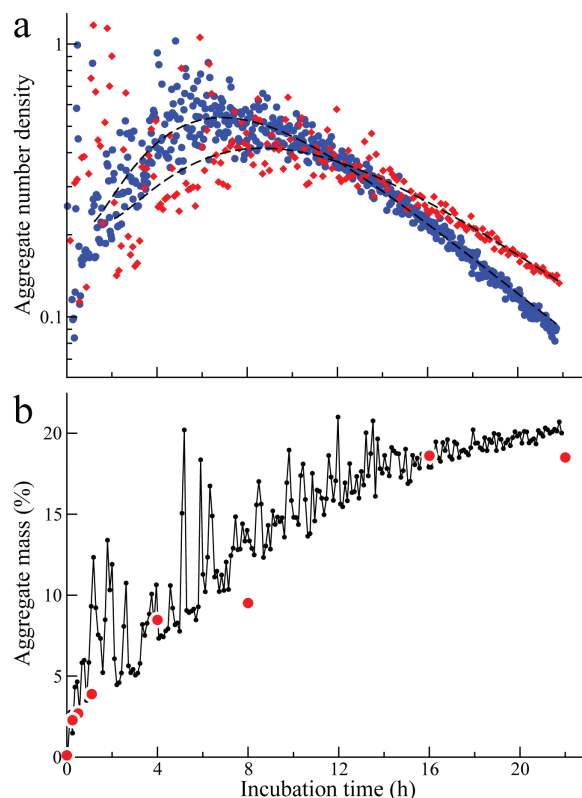 a
1
0.1
Aggregate number density
b
20
15
10
5
0
Aggregate mass (%)
0 4 8 12 16 20
Incubation time (h)